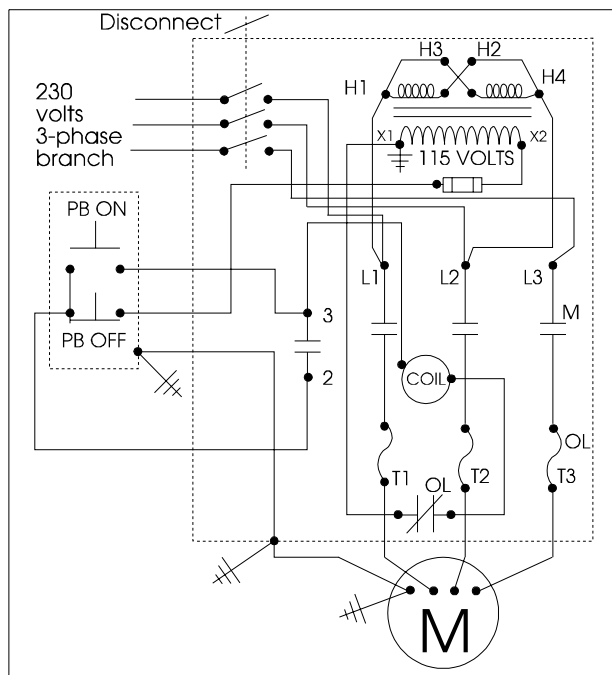 Disconnect
H3
H2
H1
H4
230
volts
3-phase
branch
X1
115 VOLTS
X2
PB ON
PB OFF
L1
L2
L3
3
M
2
COIL
OL
T1
OL
T2
T3
M